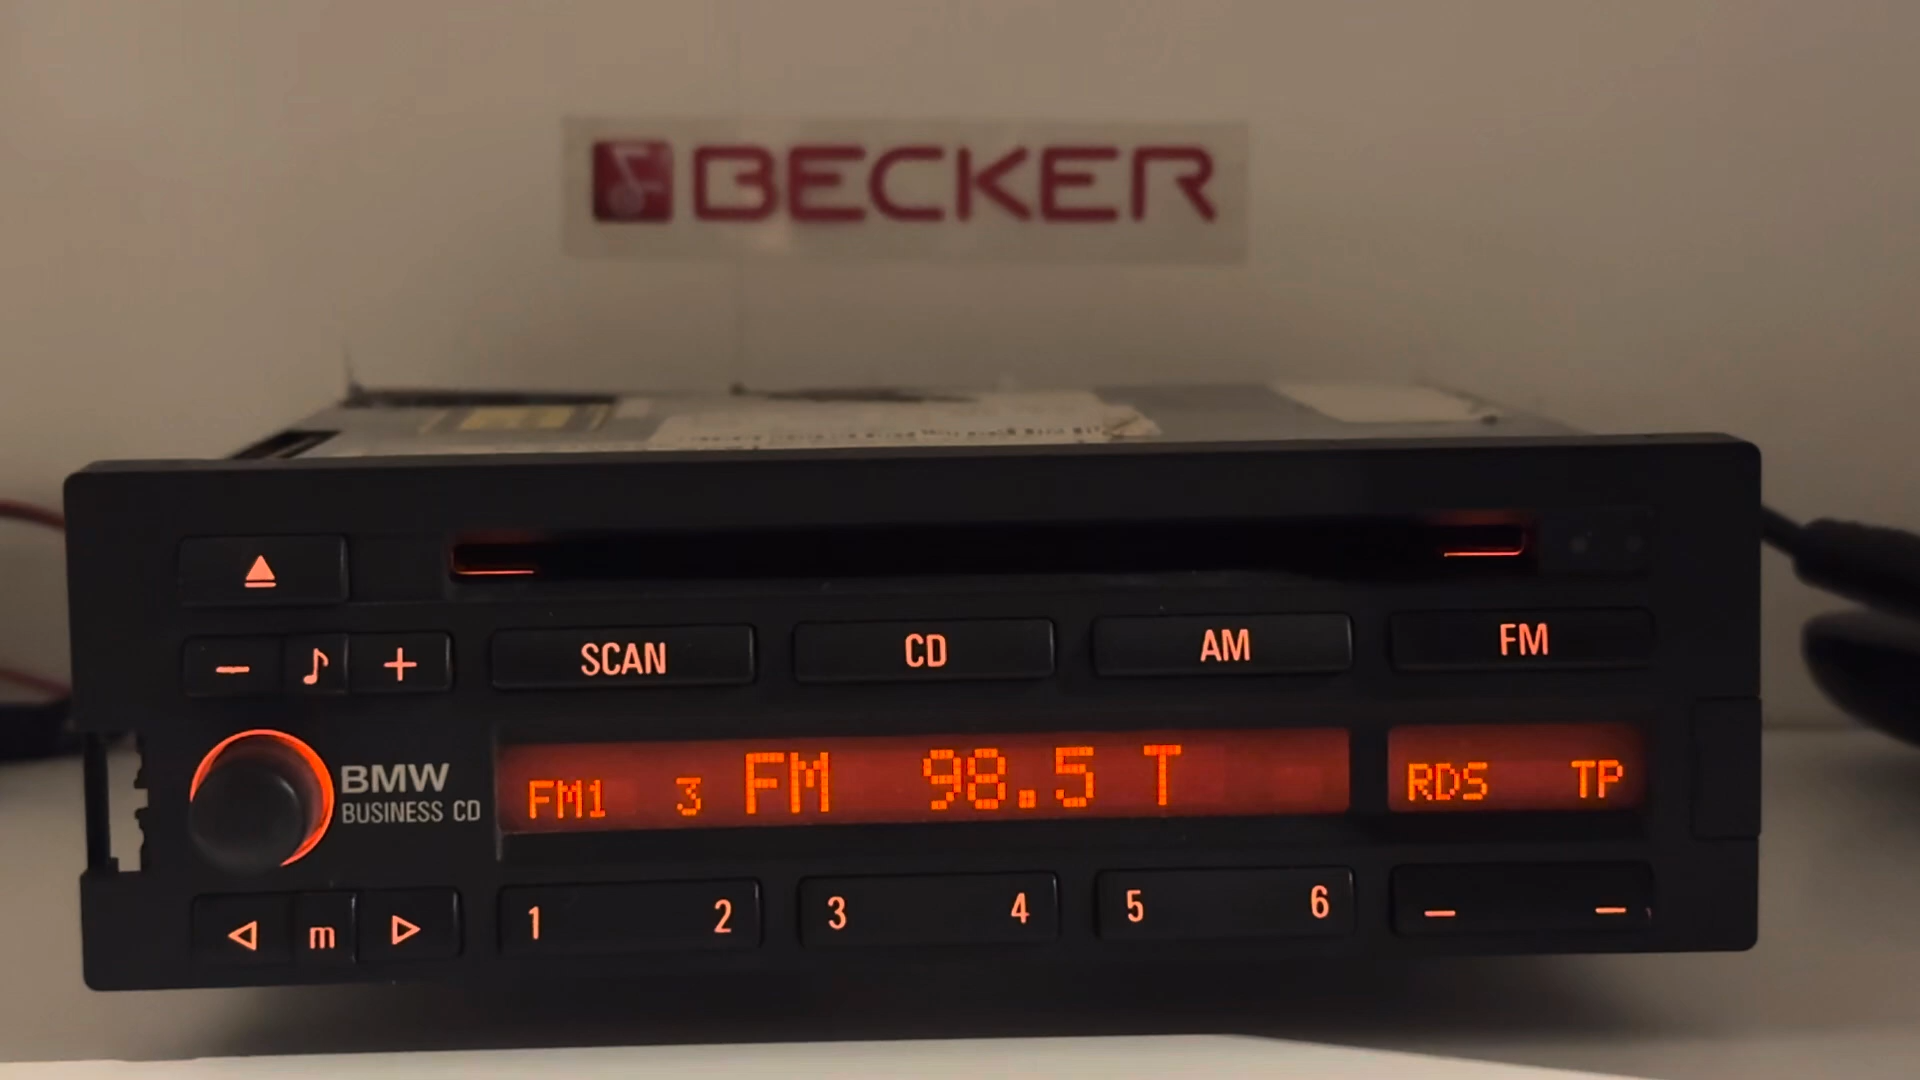 BECKER
SCAN CD AM FM
BMW
BUSINESS CD
FM1 3 FM 98.5 T RDS TP
m 1 2 3 4 5 6